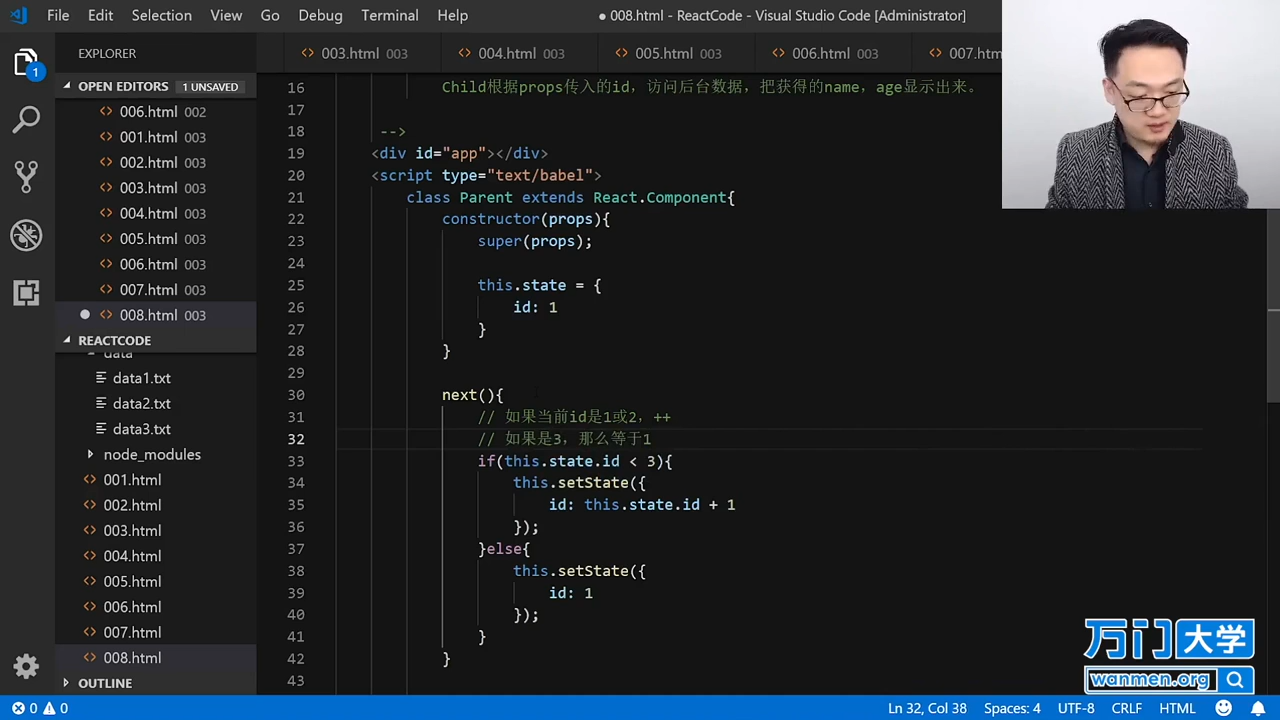 File Edit Selection View Go Debug Terminal Help
● 008.html - ReactCode - Visual Studio Code [Administrator]
EXPLORER
003.html 003
004.html 003
005.html 003
006.html 003
007.htm
1
OPEN EDITORS 1 UNSAVED
006.html 002
001.html 003
002.html 003
003.html 003
004.html 003
005.html 003
006.html 003
007.html 003
008.html 003
REACTCODE
data
data1.txt
data2.txt
data3.txt
node_modules
001.html
002.html
003.html
004.html
005.html
006.html
007.html
008.html
OUTLINE
16 Child根据props传入的id，访问后台数据，把获得的name，age显示出来。
17
18 -->
19 <div id="app"></div>
20 <script type="text/babel">
21 class Parent extends React.Component{
22 constructor(props){
23 super(props);
24
25 this.state = {
26 id: 1
27 }
28 }
29
30 next(){
31 // 如果当前id是1或2，++
32 // 如果是3，那么等于1
33 if(this.state.id < 3){
34 this.setState({
35 id: this.state.id + 1
36 });
37 }else{
38 this.setState({
39 id: 1
40 });
41 }
42 }
43
万门大学
wanmen.org
0 0
Ln 32, Col 38 Spaces: 4 UTF-8 CRLF HTML